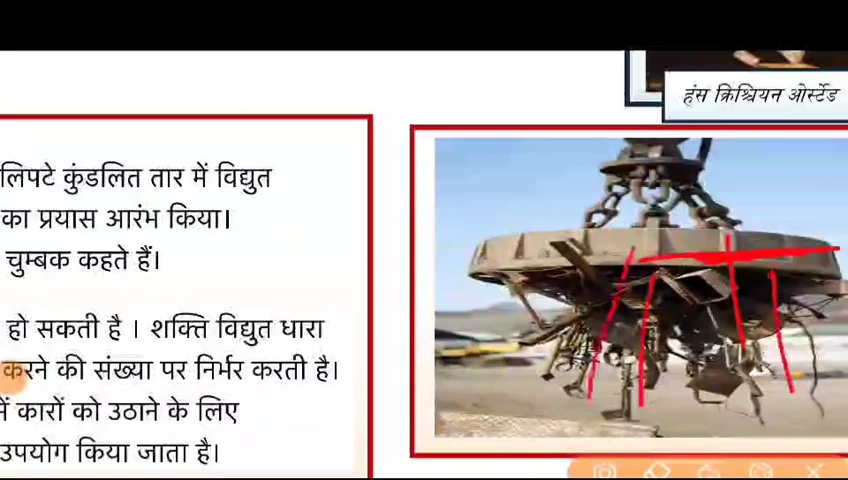 हंस क्रिश्चियन ओर्स्टेड
लिपटे कुंडलित तार में विद्युत
का प्रयास आरंभ किया।
चुम्बक कहते हैं।
हो सकती है । शक्ति विद्युत धारा
करने की संख्या पर निर्भर करती है।
में कारों को उठाने के लिए
उपयोग किया जाता है।